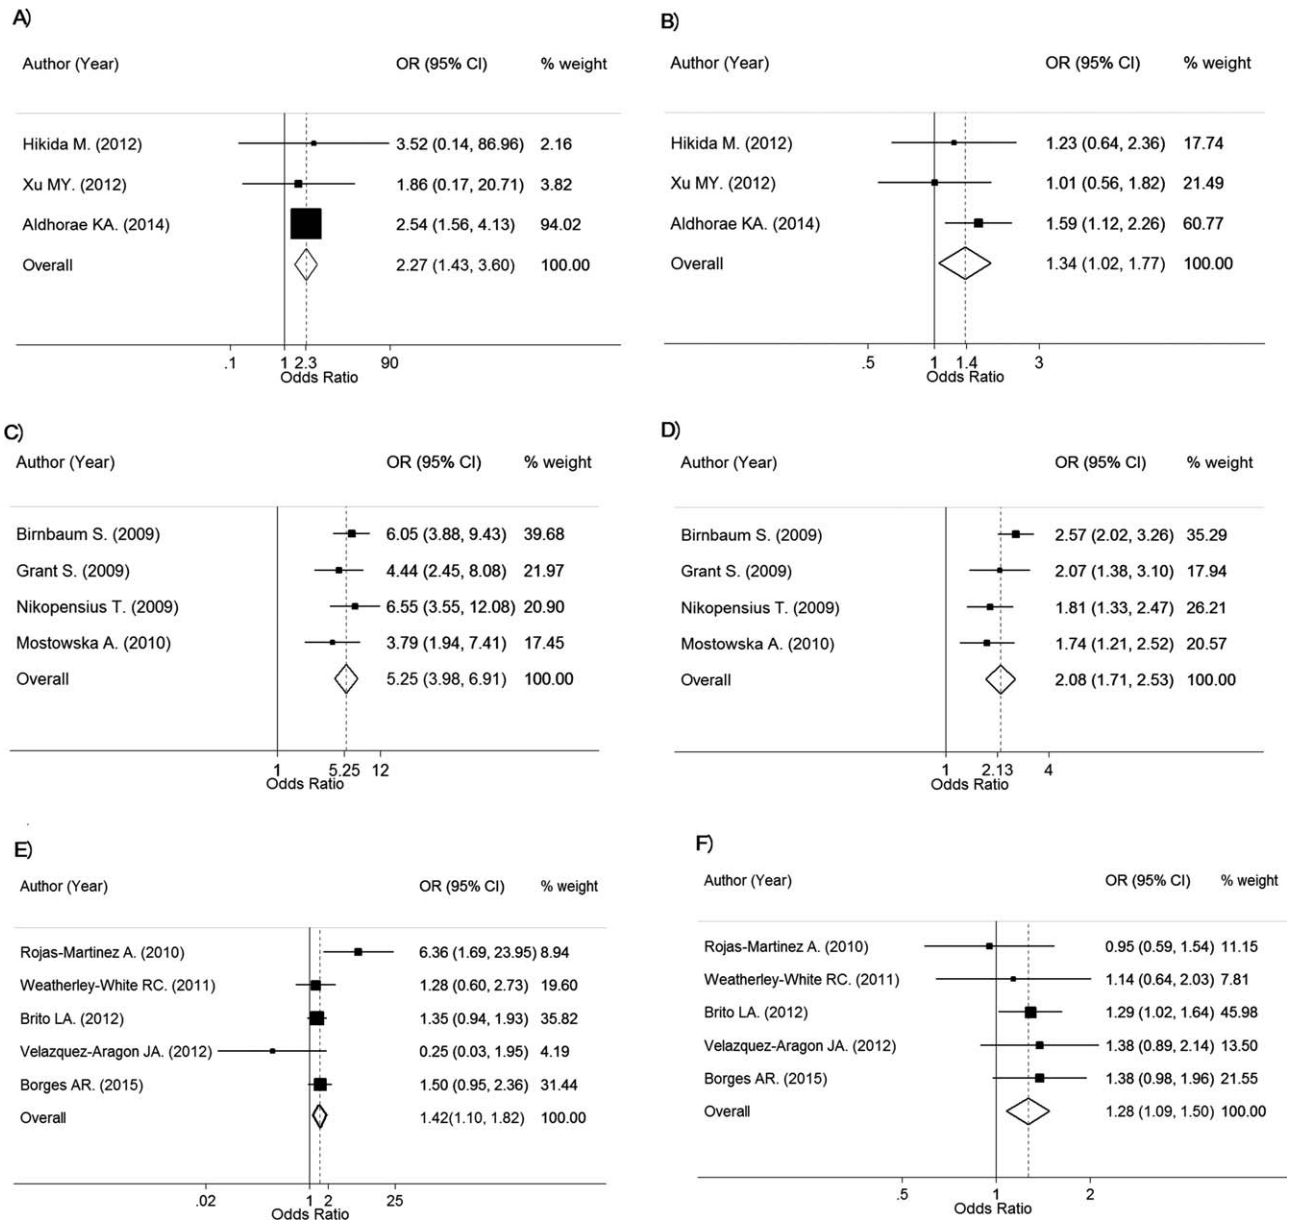 A)
Author (Year) OR (95% CI) % weight
Hikida M. (2012) 3.52 (0.14, 86.96) 2.16
Xu MY. (2012) 1.86 (0.17, 20.71) 3.82
Aldhorae KA. (2014) 2.54 (1.56, 4.13) 94.02
Overall 2.27 (1.43, 3.60) 100.00
.1 1 2.3 90
Odds Ratio
B)
Author (Year) OR (95% CI) % weight
Hikida M. (2012) 1.23 (0.64, 2.36) 17.74
Xu MY. (2012) 1.01 (0.56, 1.82) 21.49
Aldhorae KA. (2014) 1.59 (1.12, 2.26) 60.77
Overall 1.34 (1.02, 1.77) 100.00
.5 1 1.4 3
Odds Ratio
C)
Author (Year) OR (95% CI) % weight
Birnbaum S. (2009) 6.05 (3.88, 9.43) 39.68
Grant S. (2009) 4.44 (2.45, 8.08) 21.97
Nikopensius T. (2009) 6.55 (3.55, 12.08) 20.90
Mostowska A. (2010) 3.79 (1.94, 7.41) 17.45
Overall 5.25 (3.98, 6.91) 100.00
1 5.25 12
Odds Ratio
D)
Author (Year) OR (95% CI) % weight
Birnbaum S. (2009) 2.57 (2.02, 3.26) 35.29
Grant S. (2009) 2.07 (1.38, 3.10) 17.94
Nikopensius T. (2009) 1.81 (1.33, 2.47) 26.21
Mostowska A. (2010) 1.74 (1.21, 2.52) 20.57
Overall 2.08 (1.71, 2.53) 100.00
1 2.13 4
Odds Ratio
E)
Author (Year) OR (95% CI) % weight
Rojas-Martinez A. (2010) 6.36 (1.69, 23.95) 8.94
Weatherley-White RC. (2011) 1.28 (0.60, 2.73) 19.60
Brito LA. (2012) 1.35 (0.94, 1.93) 35.82
Velazquez-Aragon JA. (2012) 0.25 (0.03, 1.95) 4.19
Borges AR. (2015) 1.50 (0.95, 2.36) 31.44
Overall 1.42(1.10, 1.82) 100.00
.02 1 2 25
Odds Ratio
F)
Author (Year) OR (95% CI) % weight
Rojas-Martinez A. (2010) 0.95 (0.59, 1.54) 11.15
Weatherley-White RC. (2011) 1.14 (0.64, 2.03) 7.81
Brito LA. (2012) 1.29 (1.02, 1.64) 45.98
Velazquez-Aragon JA. (2012) 1.38 (0.89, 2.14) 13.50
Borges AR. (2015) 1.38 (0.98, 1.96) 21.55
Overall 1.28 (1.09, 1.50) 100.00
.5 1 2
Odds Ratio